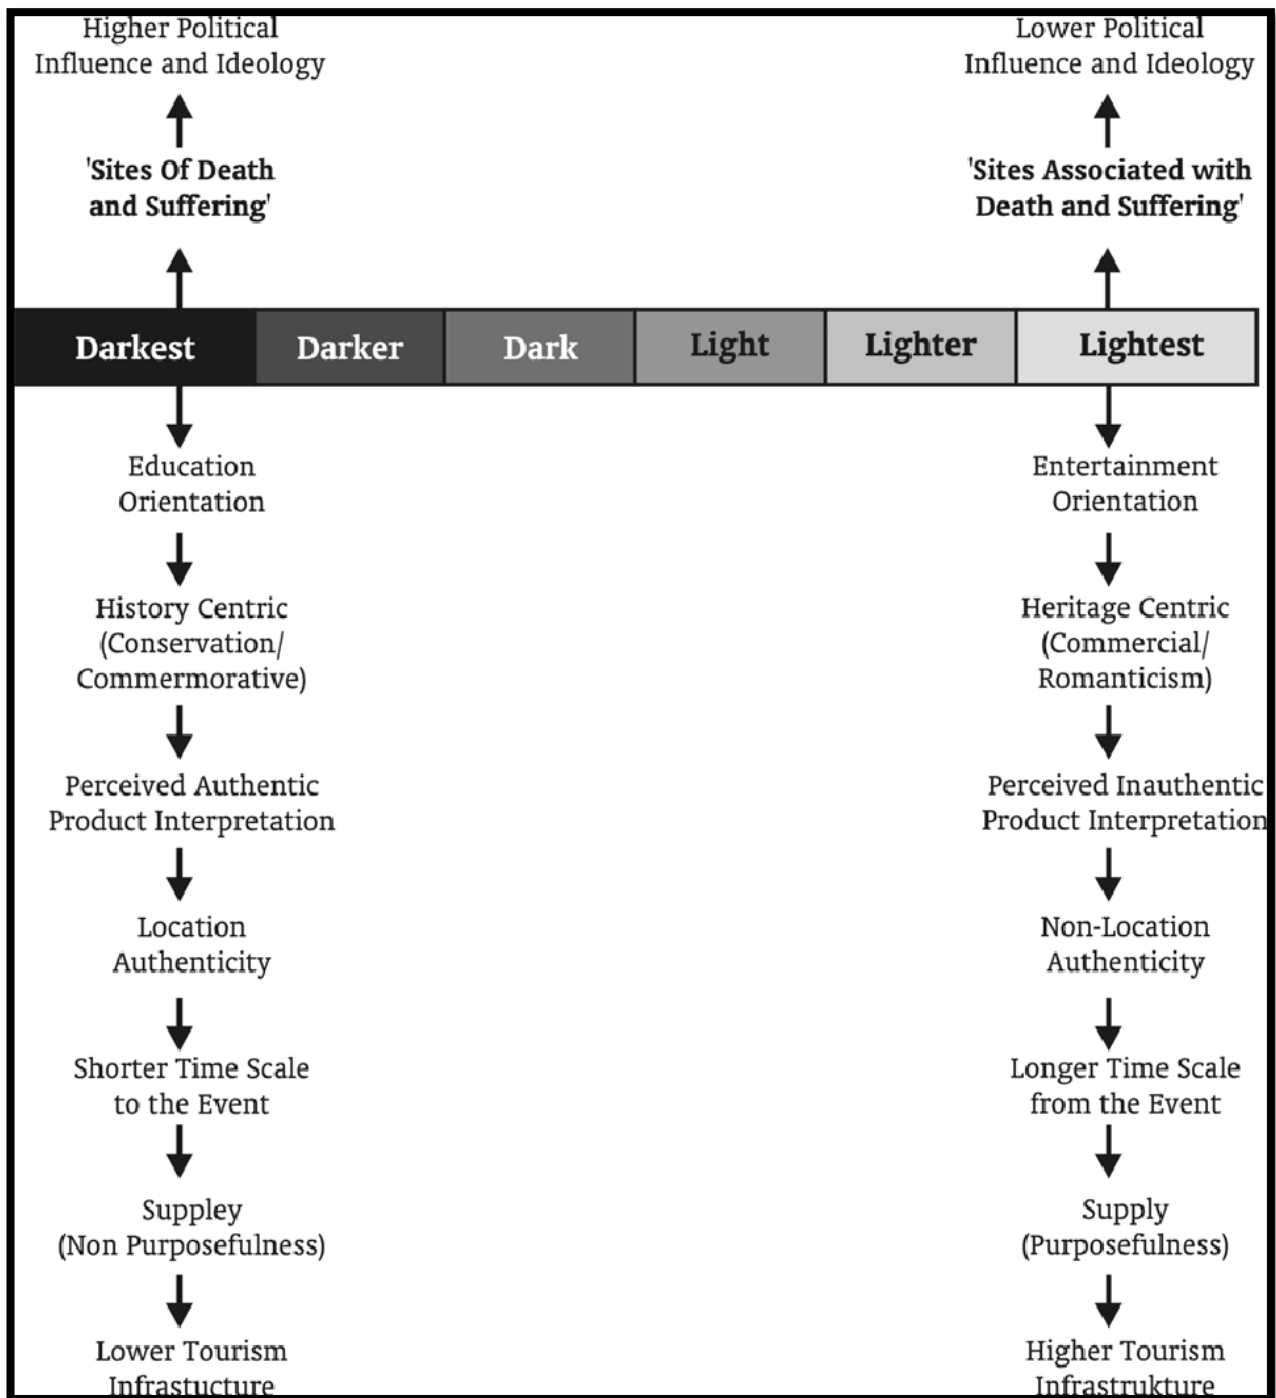 Higher Political
Influence and Ideology
'Sites Of Death
and Suffering'
Lower Political
Influence and Ideology
'Sites Associated with
Death and Suffering'
Darkest
Darker
Dark
Light
Lighter
Lightest
Education
Orientation
History Centric
(Conservation/
Commermorative)
Perceived Authentic
Product Interpretation
Location
Authenticity
Shorter Time Scale
to the Event
Suppley
(Non Purposefulness)
Lower Tourism
Infrastucture
Entertainment
Orientation
Heritage Centric
(Commercial/
Romanticism)
Perceived Inauthentic
Product Interpretation
Non-Location
Authenticity
Longer Time Scale
from the Event
Supply
(Purposefulness)
Higher Tourism
Infrastrukture